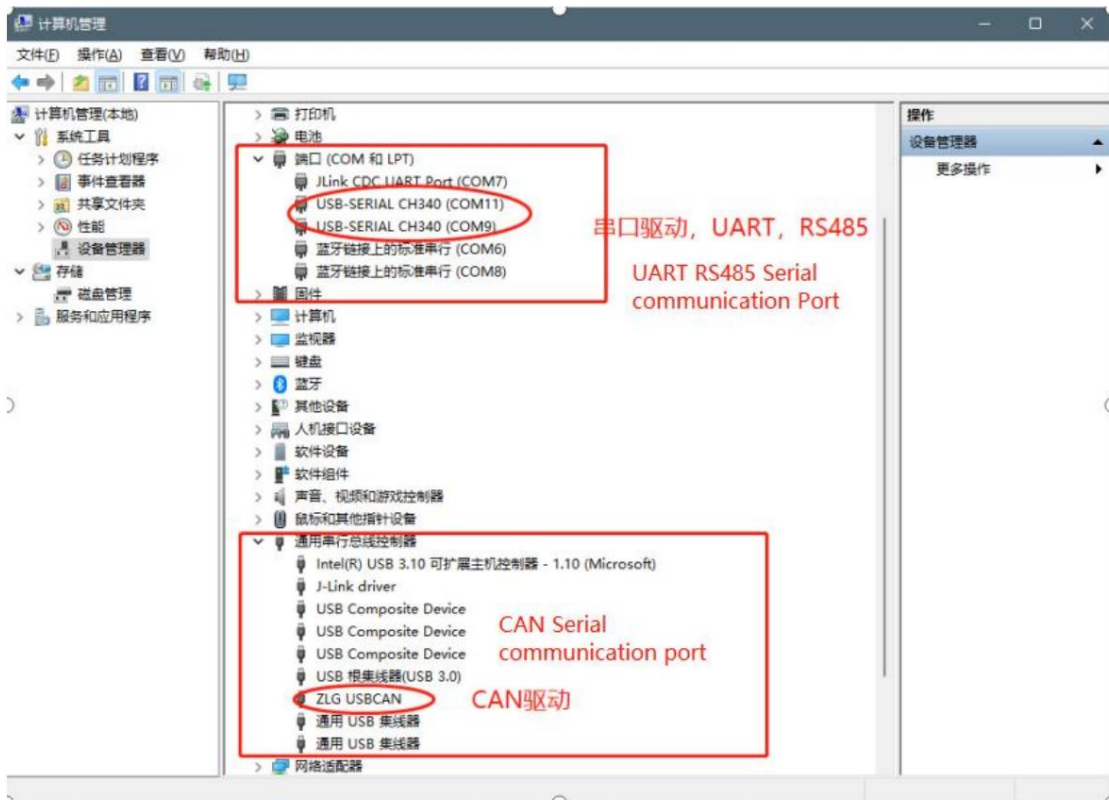 计算机管理
文件(F) 操作(A) 查看(V) 帮助(H)
计算机管理(本地)
系统工具
任务计划程序
事件查看器
共享文件夹
性能
设备管理器
存储
磁盘管理
服务和应用程序
打印机
电池
端口 (COM 和 LPT)
JLink CDC UART Port (COM7)
USB-SERIAL CH340 (COM11)
USB-SERIAL CH340 (COM9)
蓝牙链接上的标准串行 (COM6)
蓝牙链接上的标准串行 (COM8)
串口驱动, UART, RS485
UART RS485 Serial
communication Port
固件
计算机
监视器
键盘
蓝牙
其他设备
人机接口设备
软件设备
软件组件
声音、视频和游戏控制器
鼠标和其他指针设备
通用串行总线控制器
Intel(R) USB 3.10 可扩展主机控制器 - 1.10 (Microsoft)
J-Link driver
USB Composite Device
USB Composite Device
USB Composite Device
USB 根集线器(USB 3.0)
ZLG USBCAN
通用 USB 集线器
通用 USB 集线器
CAN Serial
communication port
CAN驱动
网络适配器
操作
设备管理器
更多操作